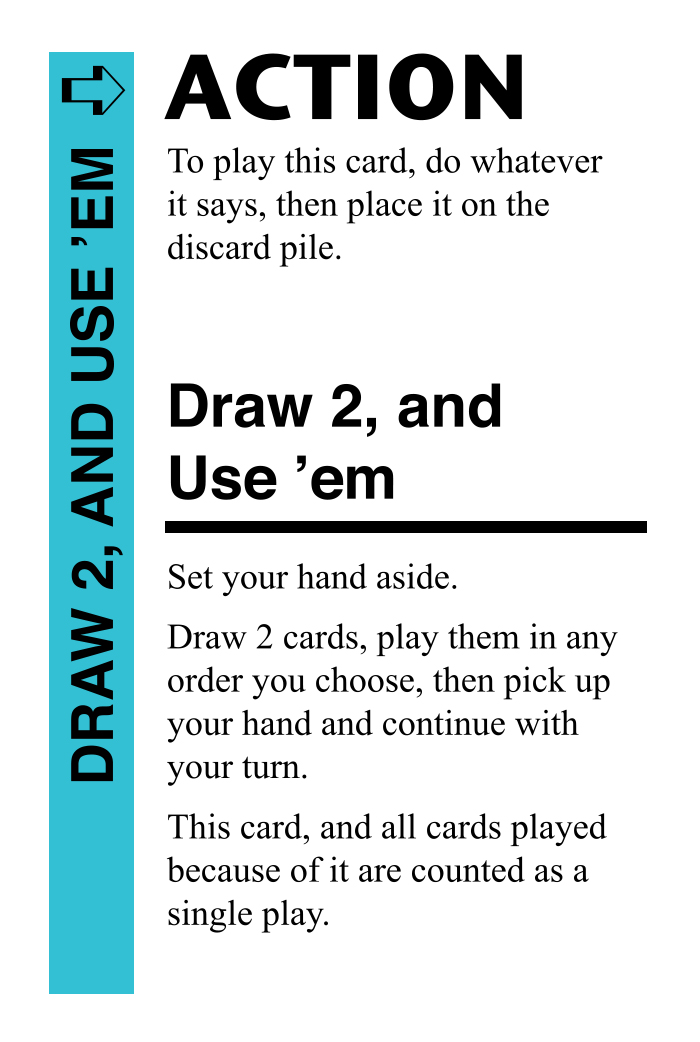 DRAW 2, AND USE ’EM
ACTION
To play this card, do whatever
it says, then place it on the
discard pile.
Draw 2, and
Use ’em
Set your hand aside.
Draw 2 cards, play them in any
order you choose, then pick up
your hand and continue with
your turn.
This card, and all cards played
because of it are counted as a
single play.